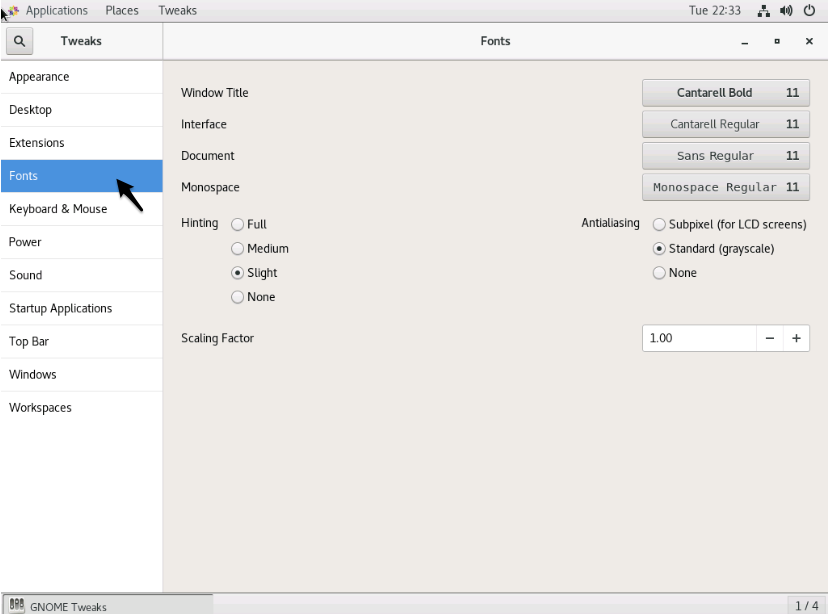 Applications Places Tweaks Tue 22:33
Tweaks Fonts
Appearance
Desktop
Extensions
Fonts
Keyboard & Mouse
Power
Sound
Startup Applications
Top Bar
Windows
Workspaces
Window Title Cantarell Bold 11
Interface Cantarell Regular 11
Document Sans Regular 11
Monospace Monospace Regular 11
Hinting
Full
Medium
Slight
None
Antialiasing
Subpixel (for LCD screens)
Standard (grayscale)
None
Scaling Factor 1.00 − +
GNOME Tweaks 1 / 4